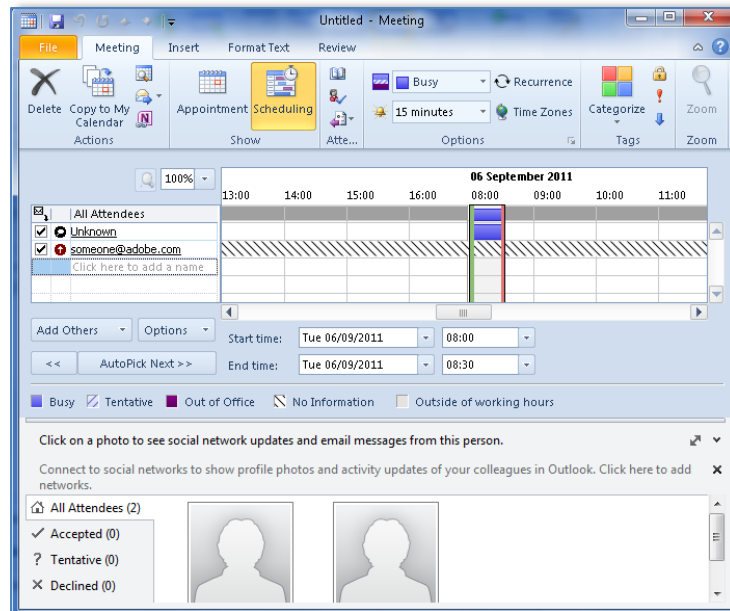 Untitled - Meeting
File Meeting Insert Format Text Review
Delete Copy to My Calendar Appointment Scheduling Busy Recurrence Categorize Zoom
15 minutes Time Zones
Actions Show Atte... Options Tags Zoom
100% 06 September 2011
13:00 14:00 15:00 16:00 08:00 09:00 10:00 11:00
All Attendees
Unknown
someone@adobe.com
Click here to add a name
Add Others Options Start time: Tue 06/09/2011 08:00
<< AutoPick Next >> End time: Tue 06/09/2011 08:30
Busy Tentative Out of Office No Information Outside of working hours
Click on a photo to see social network updates and email messages from this person.
Connect to social networks to show profile photos and activity updates of your colleagues in Outlook. Click here to add
networks.
All Attendees (2)
Accepted (0)
? Tentative (0)
Declined (0)